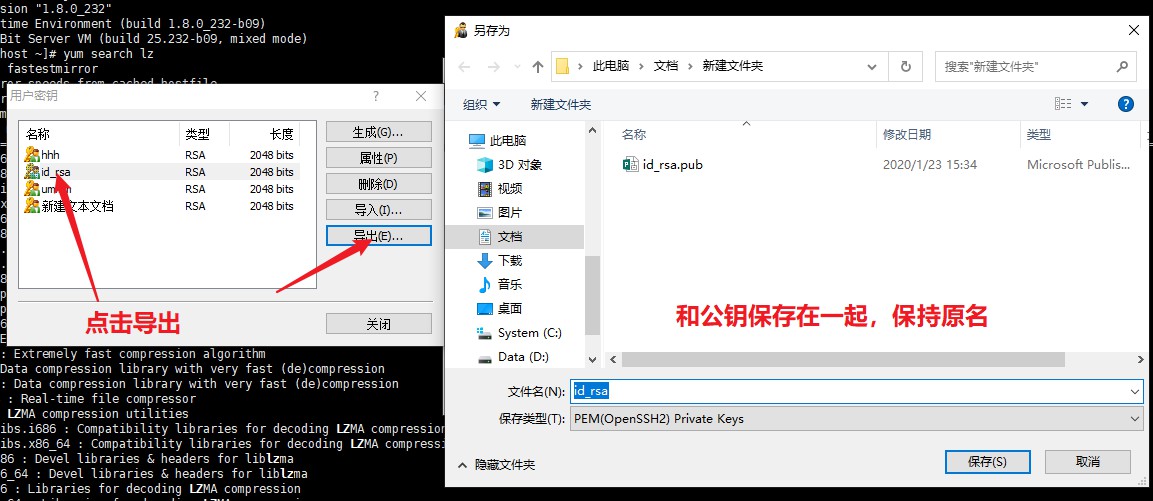 sion "1.8.0_232"
time Environment (build 1.8.0_232-b09)
Bit Server VM (build 25.232-b09, mixed mode)
host ~]# yum search lz
fastestmirror
用户密钥
?
名称 类型 长度
hhh RSA 2048 bits
id_rsa RSA 2048 bits
RSA 2048 bits
新建文本文档 RSA 2048 bits
生成(G)...
属性(P)
删除(D)
导入(I)...
导出(E)...
点击导出
关闭
: Extremely fast compression algorithm
Data compression library with very fast (de)compression
: Data compression library with very fast (de)compression
: Real-time file compressor
LZMA compression utilities
ibs.i686 : Compatibility libraries for decoding LZMA compression
ibs.x86_64 : Compatibility libraries for decoding LZMA compressi
86 : Devel libraries & headers for liblzma
6_64 : Devel libraries & headers for liblzma
6 : Libraries for decoding LZMA compression
另存为
此电脑 › 文档 › 新建文件夹
搜索"新建文件夹"
组织 新建文件夹
?
此电脑
3D 对象
视频
图片
文档
下载
音乐
桌面
System (C:)
Data (D:)
名称 修改日期 类型
id_rsa.pub 2020/1/23 15:34 Microsoft Publis...
和公钥保存在一起，保持原名
文件名(N): id_rsa
保存类型(T): PEM(OpenSSH2) Private Keys
隐藏文件夹
保存(S)
取消